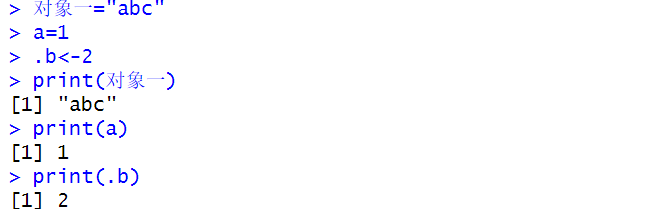 > 对象一="abc"
> a=1
> .b<-2
> print(对象一)
[1] "abc"
> print(a)
[1] 1
> print(.b)
[1] 2